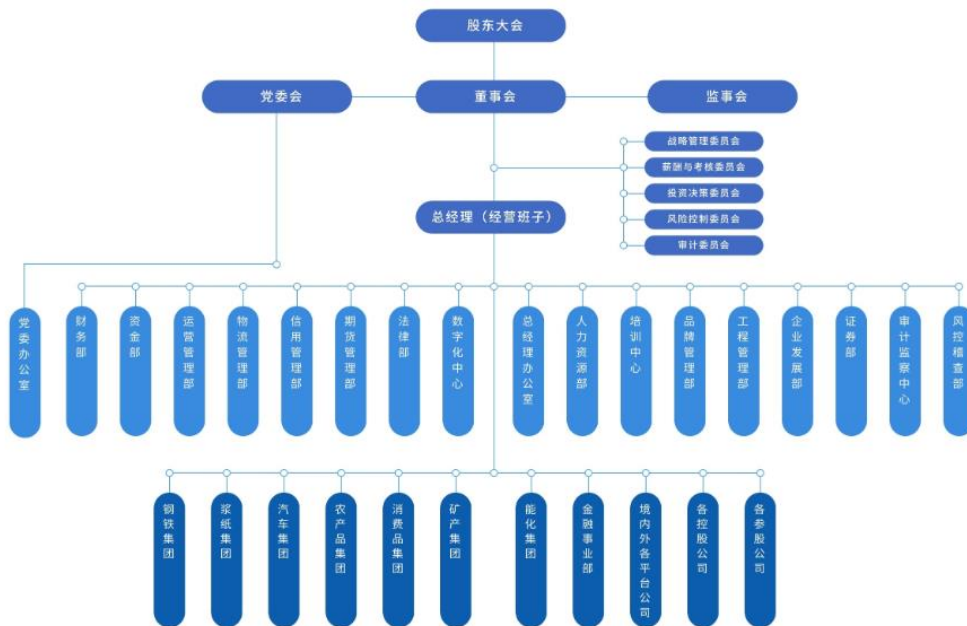 股东大会
党委会
董事会
监事会
战略管理委员会
薪酬与考核委员会
投资决策委员会
风险控制委员会
审计委员会
总经理（经营班子）
党委办公室
财务部
资金部
运营管理部
物流管理部
信用管理部
期货管理部
法律部
数字化中心
总经理办公室
人力资源部
培训中心
品牌管理部
工程管理部
企业发展部
证券部
审计监察中心
风控稽查部
钢铁集团
浆纸集团
汽车集团
农产品集团
消费品集团
矿产集团
能化集团
金融事业部
境内外各平台公司
各控股公司
各参股公司